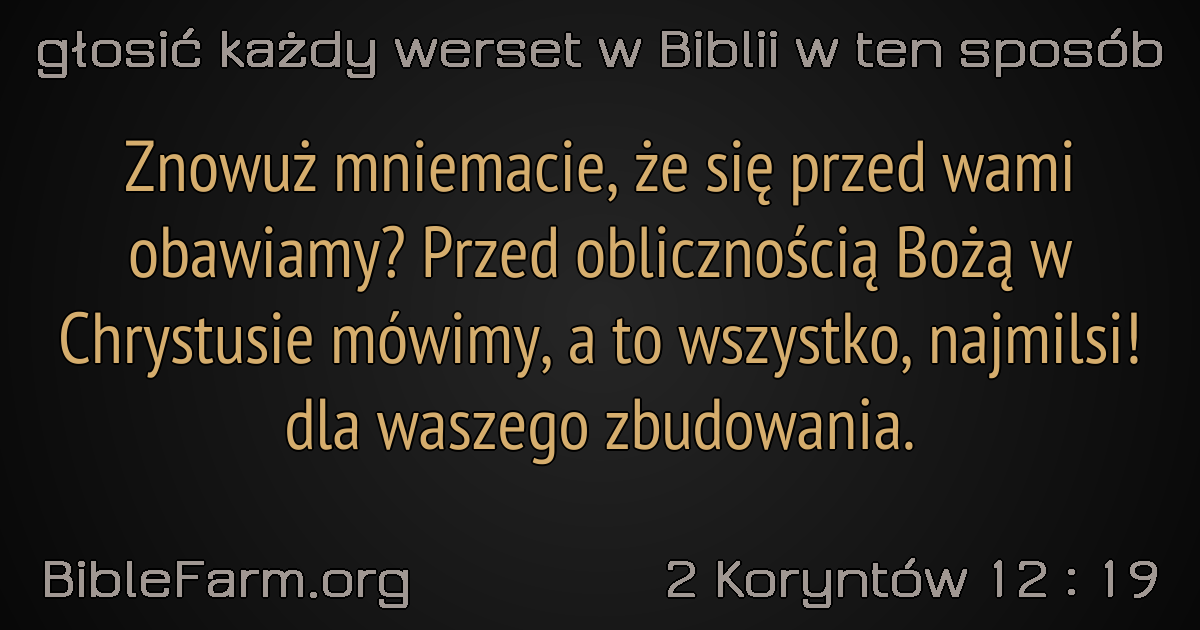 głosić każdy werset w Biblii w ten sposób
Znowuż mniemacie, że się przed wami
obawiamy? Przed oblicznością Bożą w
Chrystusie mówimy, a to wszystko, najmilsi!
dla waszego zbudowania.
BibleFarm.org
2 Koryntów 12 : 19